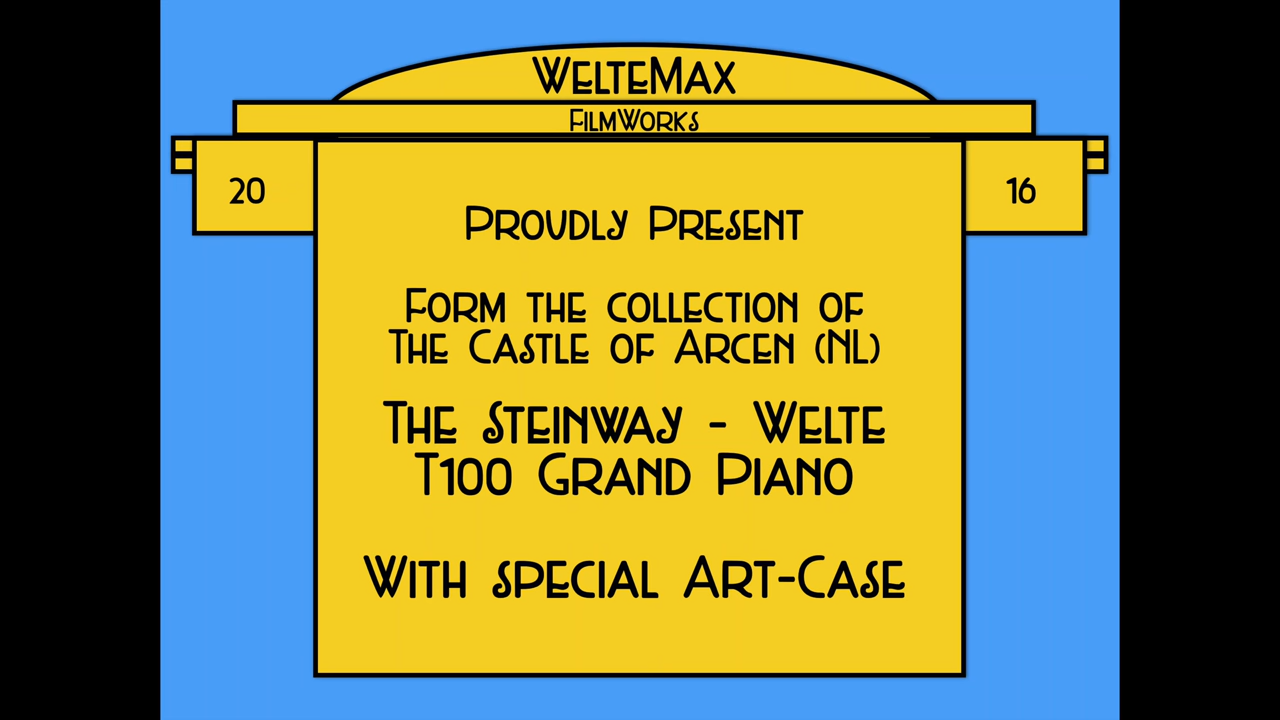 WelteMax
FilmWorks
20
16
Proudly Present
Form the collection of
The Castle of Arcen (NL)
The Steinway - Welte
T100 Grand Piano
With special Art-Case